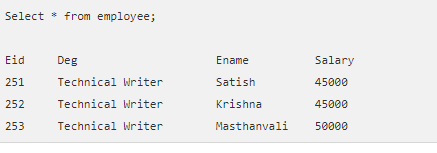 Select * from employee;
Eid Deg Ename Salary
251 Technical Writer Satish 45000
252 Technical Writer Krishna 45000
253 Technical Writer Masthanvali 50000